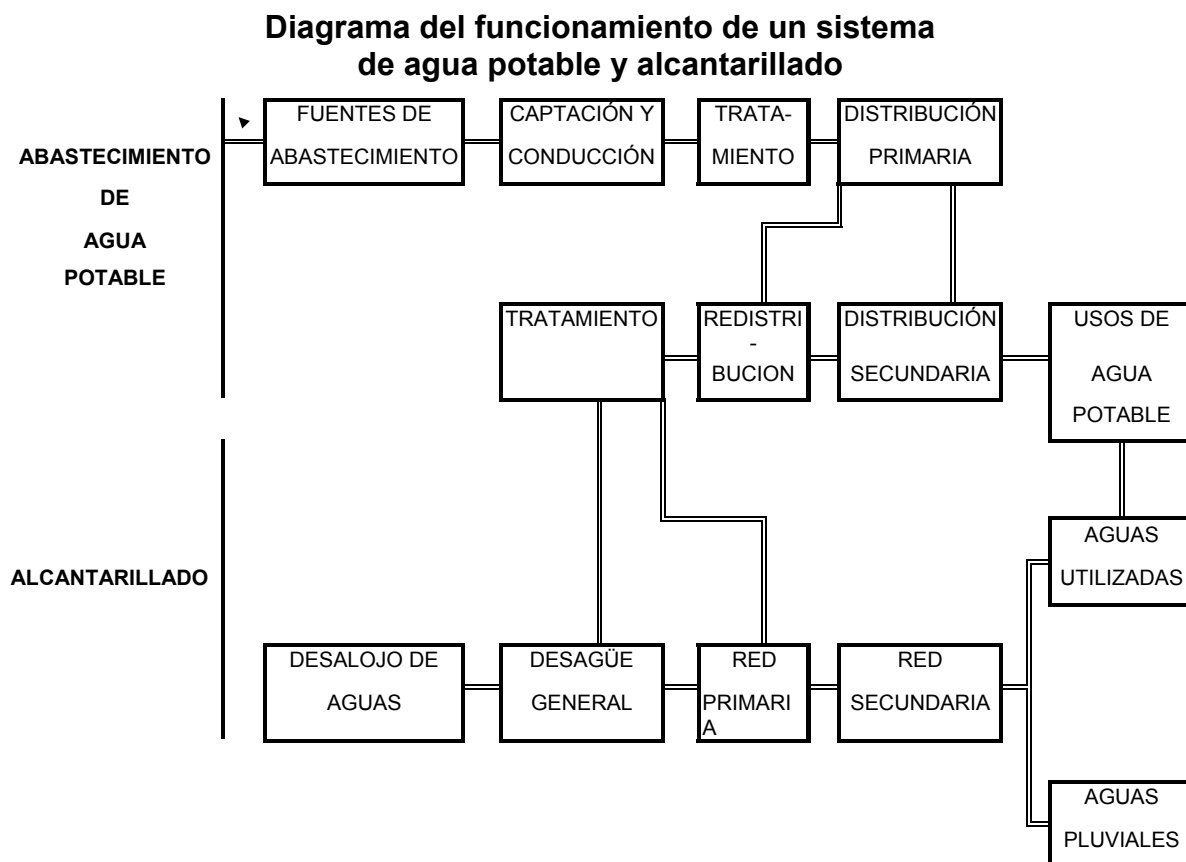 Diagrama del funcionamiento de un sistema
de agua potable y alcantarillado
ABASTECIMIENTO
DE
AGUA
POTABLE
FUENTES DE
ABASTECIMIENTO
CAPTACIÓN Y
CONDUCCIÓN
TRATA-
MIENTO
DISTRIBUCIÓN
PRIMARIA
TRATAMIENTO
REDISTRI
-
BUCION
DISTRIBUCIÓN
SECUNDARIA
USOS DE
AGUA
POTABLE
ALCANTARILLADO
AGUAS
UTILIZADAS
DESALOJO DE
AGUAS
DESAGÜE
GENERAL
RED
PRIMARI
A
RED
SECUNDARIA
AGUAS
PLUVIALES